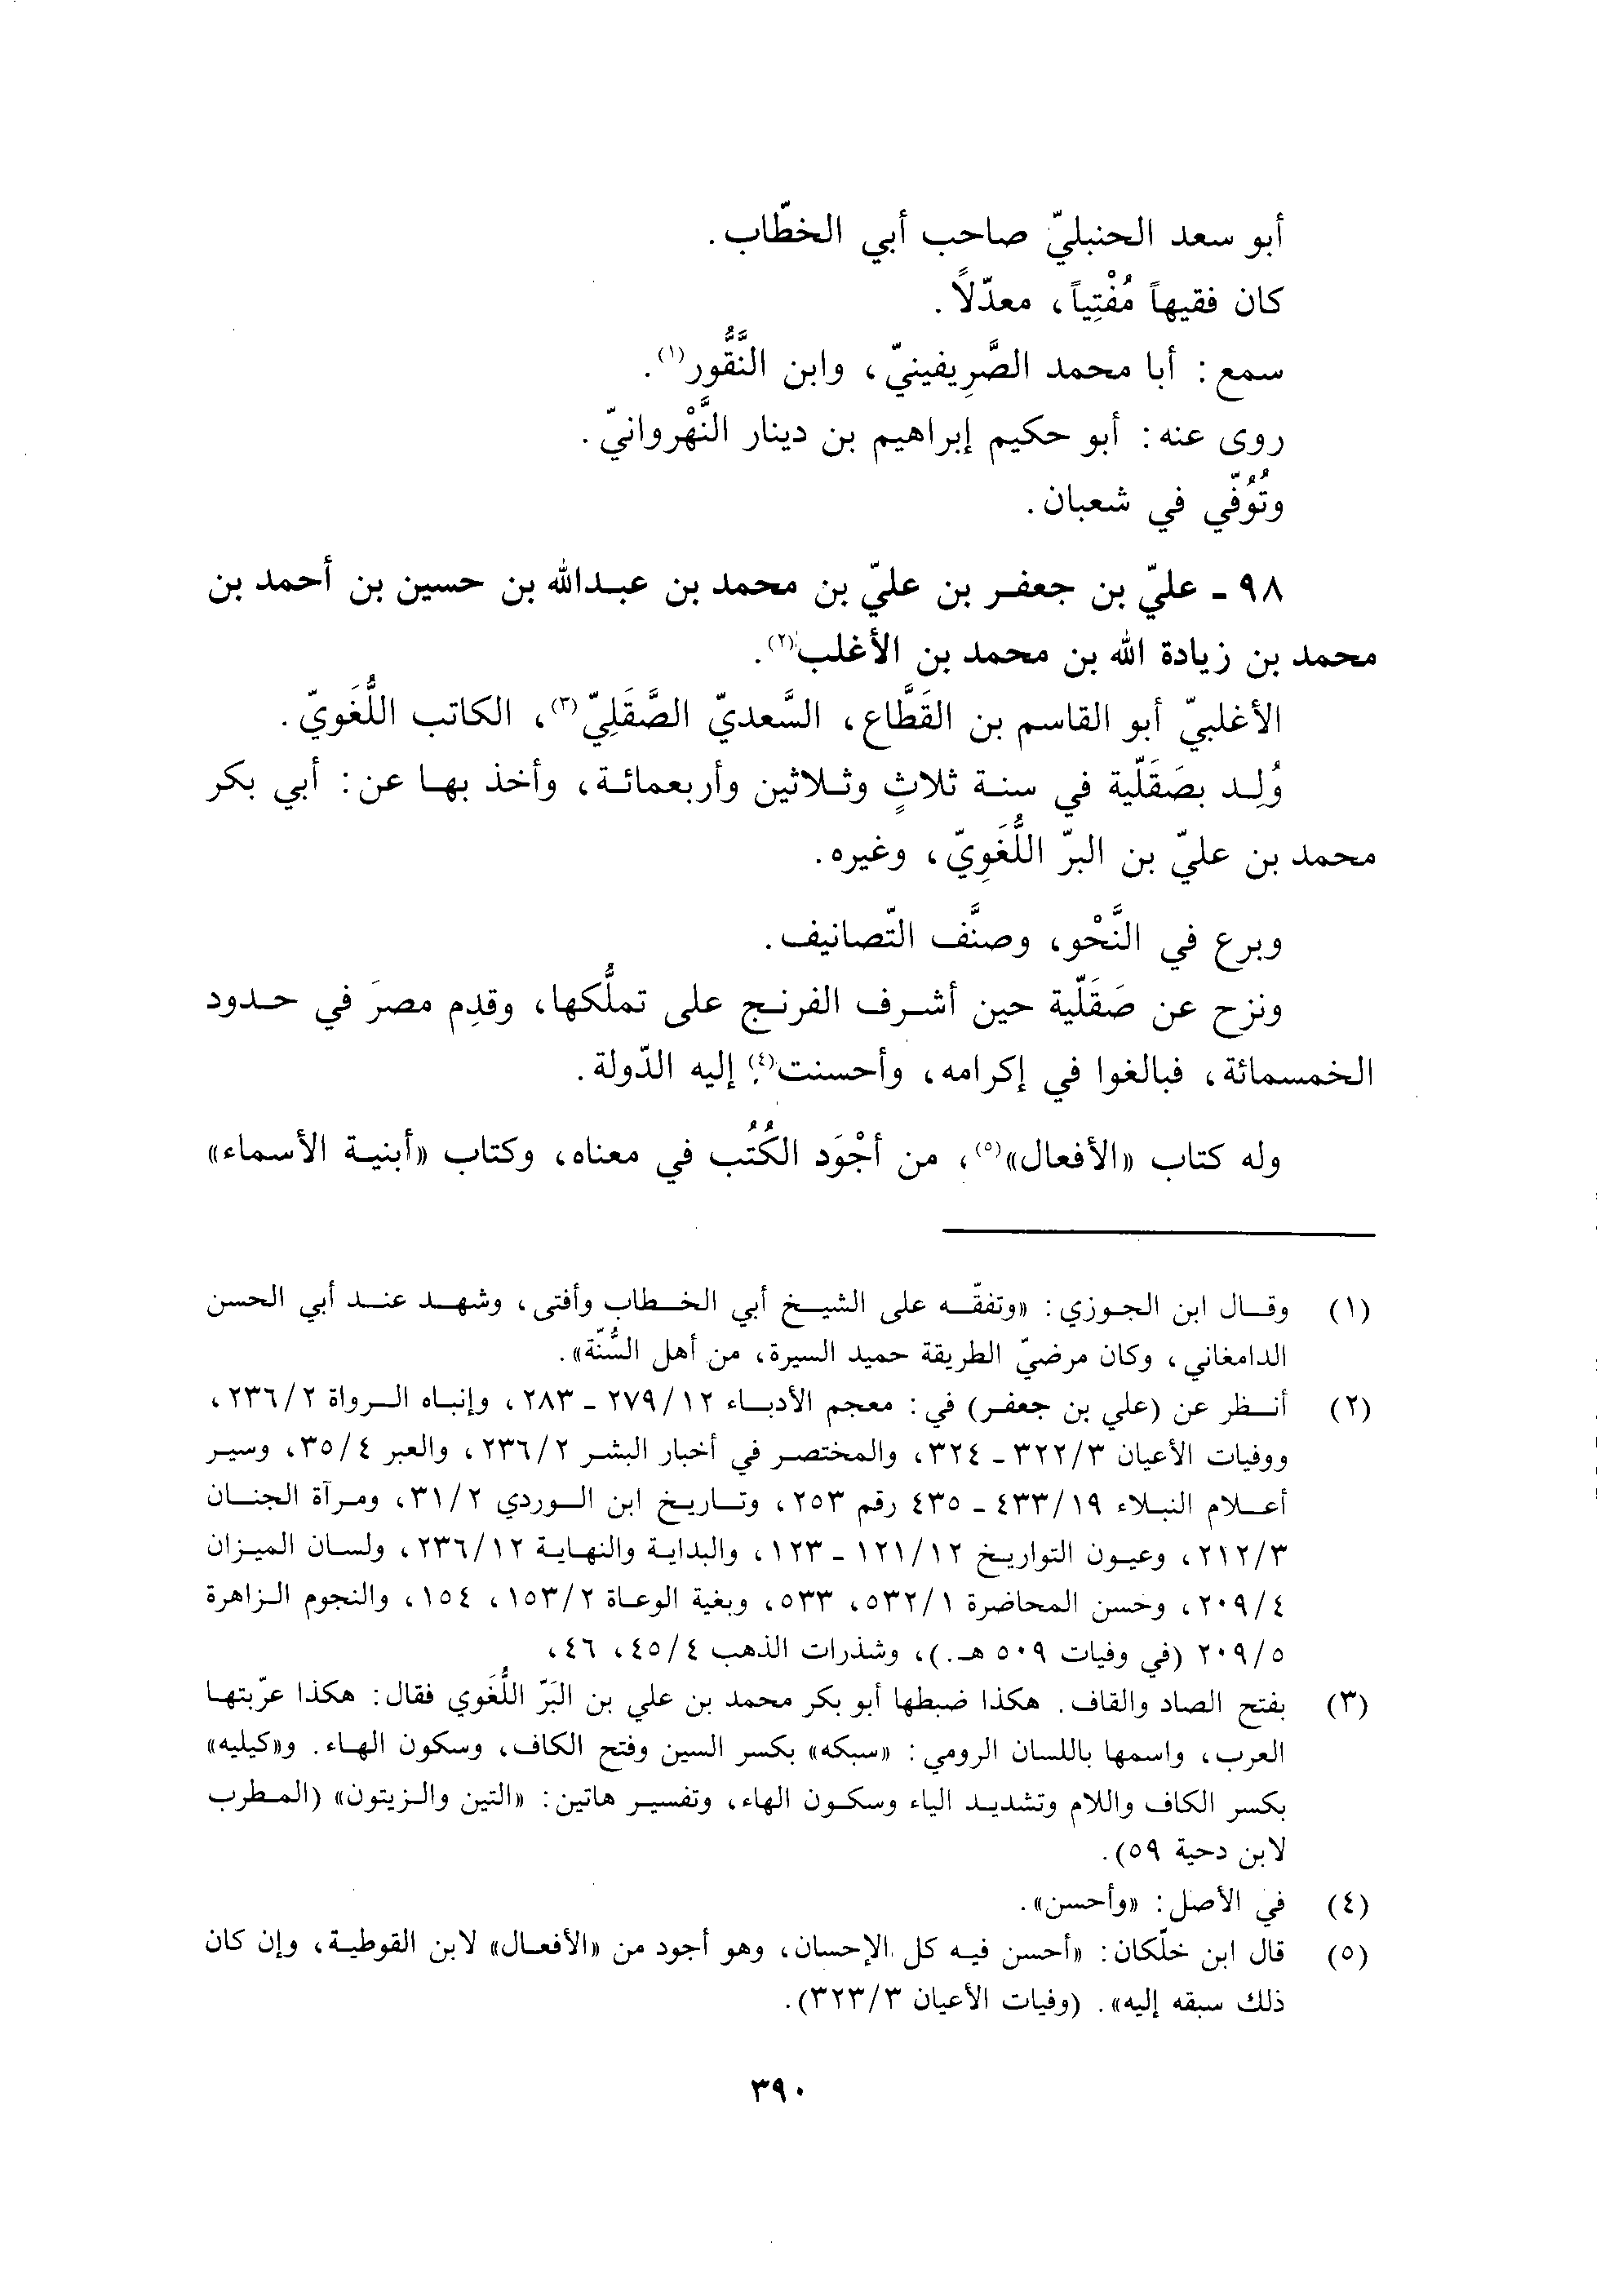 أبو سعد الحنبليّ صاحب أبي الخطّاب.
كان فقيهاً مُفْتِياً، معدّلاً.
سمع: أبا محمد الصَّرِيفينيّ، وابن النَّقُّور(١).
روى عنه: أبو حكيم إبراهيم بن دينار النَّهْروانيّ.
وتُوُفّي في شعبان.
٩٨ - عليّ بن جعفر بن عليّ بن محمد بن عبدالله بن حسين بن أحمد بن
محمد بن زيادة الله بن محمد بن الأغلب(٢).
الأغلبيّ أبو القاسم بن القَطَّاع، السَّعديّ الصَّقَلِيّ(٣)، الكاتب اللُّغَويّ.
وُلِد بصَقَلّية في سنة ثلاثٍ وثلاثين وأربعمائة، وأخذ بها عن: أبي بكر
محمد بن عليّ بن البرّ اللُّغَوِيّ، وغيره.
وبرع في النَّحْو، وصنَّف التّصانيف.
ونزح عن صَقَلّية حين أشرف الفرنج على تملُّكها، وقدِم مصرَ في حدود
الخمسمائة، فبالغوا في إكرامه، وأحسنت(٤) إليه الدّولة.
وله كتاب «الأفعال»(٥)، من أجْوَد الكُتُب في معناه، وكتاب «أبنية الأسماء»
(١) وقال ابن الجوزي: «وتفقّه على الشيخ أبي الخطاب وأفتى، وشهد عند أبي الحسن
الدامغاني، وكان مرضيّ الطريقة حميد السيرة، من أهل السُّنّة».
(٢) أنظر عن (علي بن جعفر) في: معجم الأدباء ٢٧٩/١٢ - ٢٨٣، وإنباه الرواة ٢٣٦/٢،
ووفيات الأعيان ٣٢٢/٣ - ٣٢٤، والمختصر في أخبار البشر ٢٣٦/٢، والعبر ٣٥/٤، وسير
أعلام النبلاء ٤٣٣/١٩ - ٤٣٥ رقم ٢٥٣، وتاريخ ابن الوردي ٣١/٢، ومرآة الجنان
٢١٢/٣، وعيون التواريخ ١٢١/١٢ - ١٢٣، والبداية والنهاية ٢٣٦/١٢، ولسان الميزان
٢٠٩/٤، وحسن المحاضرة ٥٣٢/١، ٥٣٣، وبغية الوعاة ١٥٣/٢، ١٥٤، والنجوم الزاهرة
٢٠٩/٥ (في وفيات ٥٠٩ هـ.)، وشذرات الذهب ٤٥/٤، ٤٦،
(٣) بفتح الصاد والقاف. هكذا ضبطها أبو بكر محمد بن علي بن البَرّ اللُّغَوي فقال: هكذا عرّبتها
العرب، واسمها باللسان الرومي: «سبكه» بكسر السين وفتح الكاف، وسكون الهاء. و«كيليه»
بكسر الكاف واللام وتشديد الياء وسكون الهاء، وتفسير هاتين: «التين والزيتون» (المطرب
لابن دحية ٥٩).
(٤) في الأصل: «وأحسن».
(٥) قال ابن خلّكان: «أحسن فيه كل الإحسان، وهو أجود من «الأفعال» لابن القوطية، وإن كان
ذلك سبقه إليه». (وفيات الأعيان ٣٢٣/٣).
٣٩٠